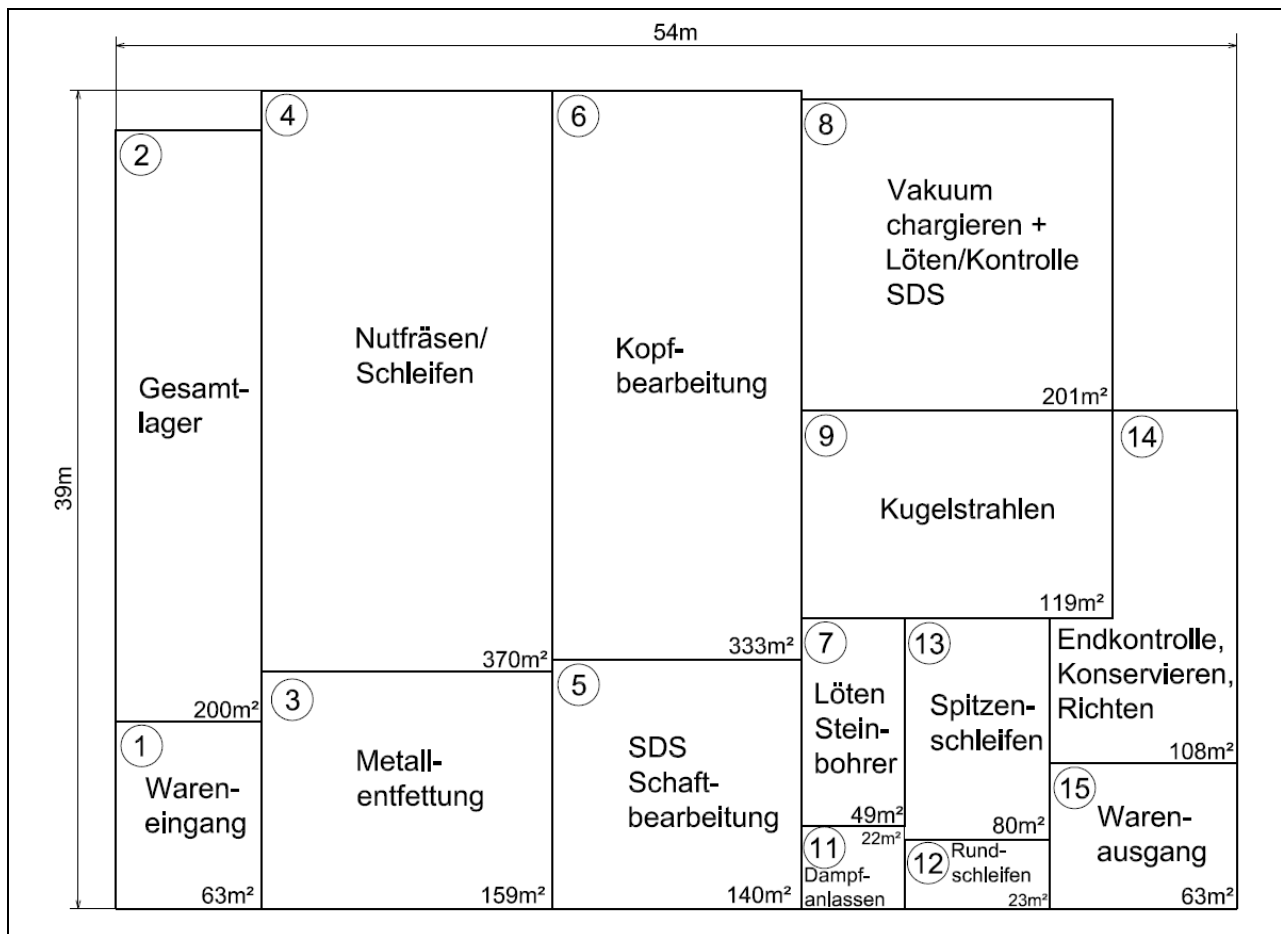 54m
39m
2
Gesamt-
lager
200m²
1
Waren-
eingang
63m²
4
Nutfräsen/
Schleifen
370m²
3
Metall-
entfettung
159m²
6
Kopf-
bearbeitung
333m²
5
SDS
Schaft-
bearbeitung
140m²
8
Vakuum
chargieren +
Löten/Kontrolle
SDS
201m²
9
Kugelstrahlen
119m²
7
Löten
Stein-
bohrer
49m²
11
22m²
Dampf-
anlassen
13
Spitzen-
schleifen
80m²
12
Rund-
schleifen
23m²
14
Endkontrolle,
Konservieren,
Richten
108m²
15
Waren-
ausgang
63m²